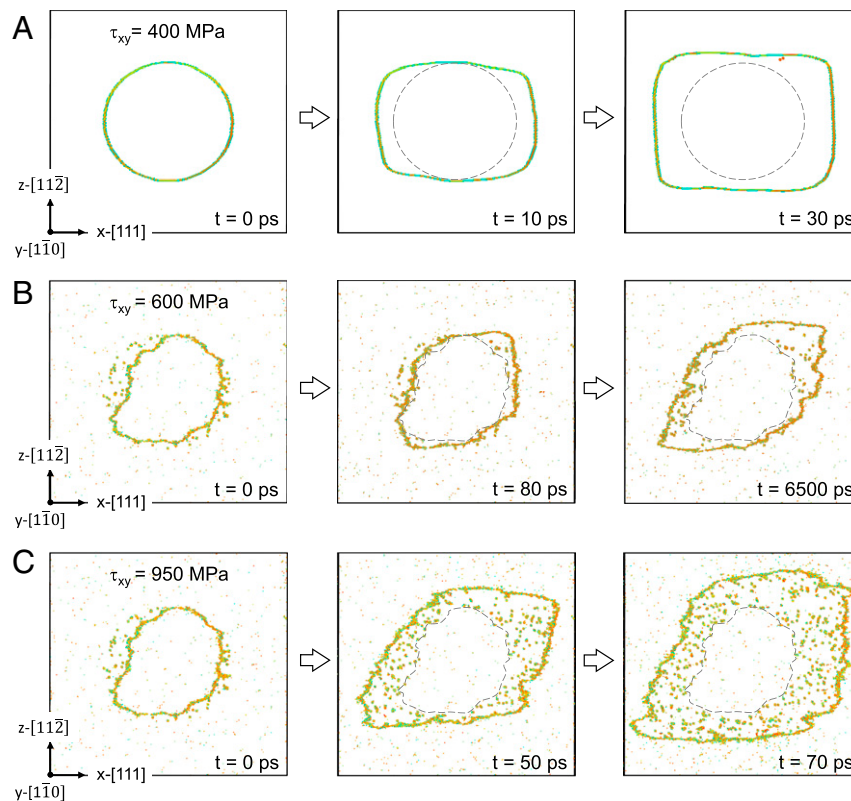 A
τxy= 400 MPa
z-[112̅]
x-[111]
y-[11̅0]
t = 0 ps
t = 10 ps
t = 30 ps
B
τxy = 600 MPa
z-[112̅]
x-[111]
y-[11̅0]
t = 0 ps
t = 80 ps
t = 6500 ps
C
τxy = 950 MPa
z-[112̅]
x-[111]
y-[11̅0]
t = 0 ps
t = 50 ps
t = 70 ps